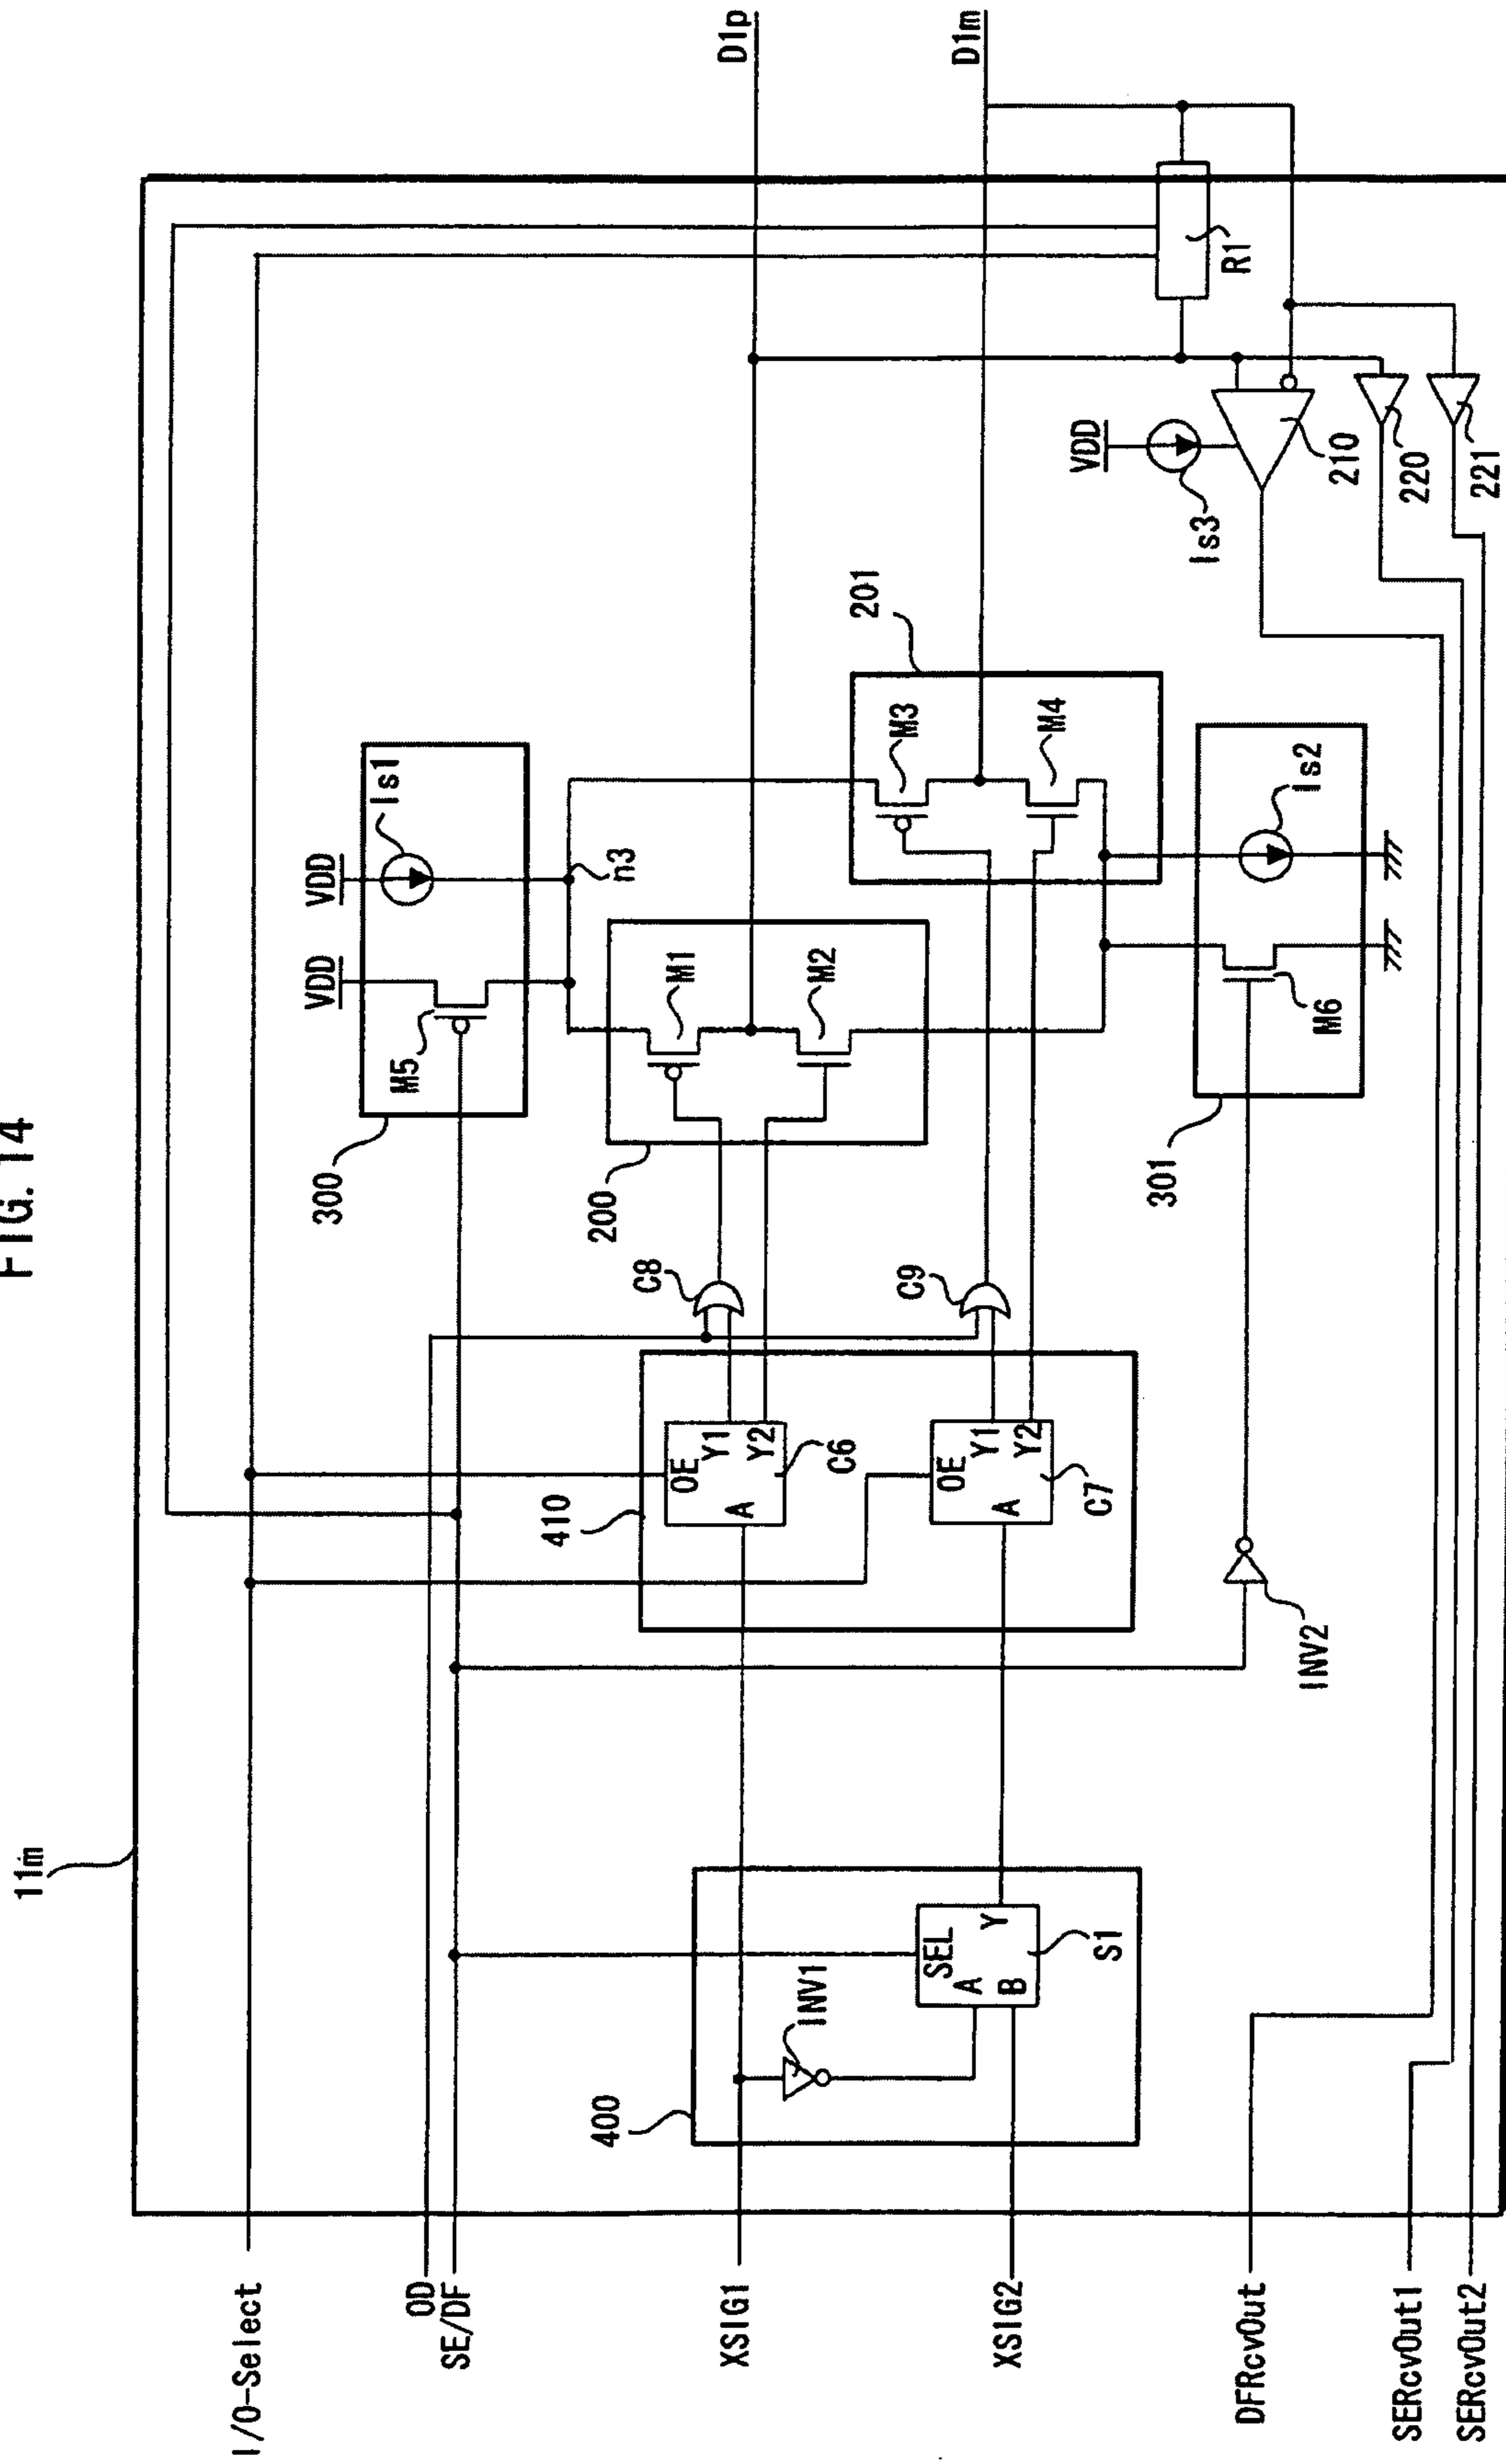 FIG. 14
11m
I/O-Select
OD
SE/DF
XSIG1
XSIG2
DFRcvOut
SERcvOut1
SERcvOut2
D1p
D1m
300
VDD
VDD
Is1
M5
n3
200
M1
M2
201
M3
M4
301
M6
Is2
C8
C9
410
OE
A
Y1
Y2
C6
OE
A
Y1
Y2
C7
400
INV1
SEL
A
B
Y
S1
INV2
R1
VDD
Is3
210
220
221